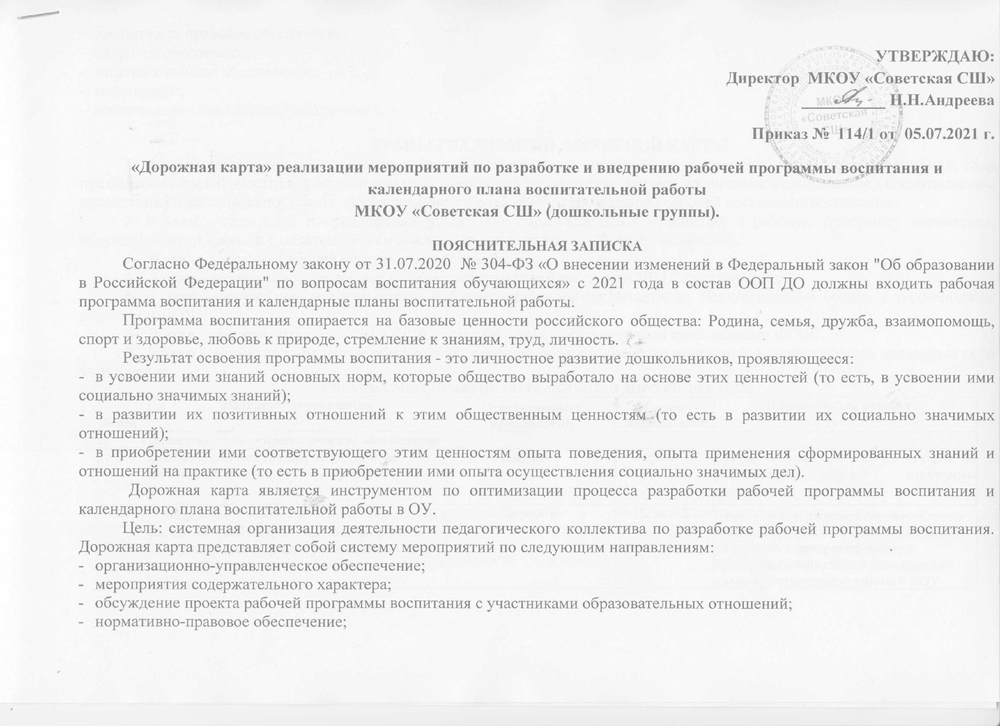 УТВЕРЖДАЮ:
Директор МКОУ «Советская СШ»
__________ Н.Н.Андреева
МКОУ
«Советская
СШ»
Приказ № 114/1 от 05.07.2021 г.
«Дорожная карта» реализации мероприятий по разработке и внедрению рабочей программы воспитания и
календарного плана воспитательной работы
МКОУ «Советская СШ» (дошкольные группы).
ПОЯСНИТЕЛЬНАЯ ЗАПИСКА
Согласно Федеральному закону от 31.07.2020 № 304-ФЗ «О внесении изменений в Федеральный закон "Об образовании
в Российской Федерации" по вопросам воспитания обучающихся» с 2021 года в состав ООП ДО должны входить рабочая
программа воспитания и календарные планы воспитательной работы.
Программа воспитания опирается на базовые ценности российского общества: Родина, семья, дружба, взаимопомощь,
спорт и здоровье, любовь к природе, стремление к знаниям, труд, личность.
Результат освоения программы воспитания - это личностное развитие дошкольников, проявляющееся:
- в усвоении ими знаний основных норм, которые общество выработало на основе этих ценностей (то есть, в усвоении ими
социально значимых знаний);
- в развитии их позитивных отношений к этим общественным ценностям (то есть в развитии их социально значимых
отношений);
- в приобретении ими соответствующего этим ценностям опыта поведения, опыта применения сформированных знаний и
отношений на практике (то есть в приобретении ими опыта осуществления социально значимых дел).
Дорожная карта является инструментом по оптимизации процесса разработки рабочей программы воспитания и
календарного плана воспитательной работы в ОУ.
Цель: системная организация деятельности педагогического коллектива по разработке рабочей программы воспитания.
Дорожная карта представляет собой систему мероприятий по следующим направлениям:
- организационно-управленческое обеспечение;
- мероприятия содержательного характера;
- обсуждение проекта рабочей программы воспитания с участниками образовательных отношений;
- нормативно-правовое обеспечение;